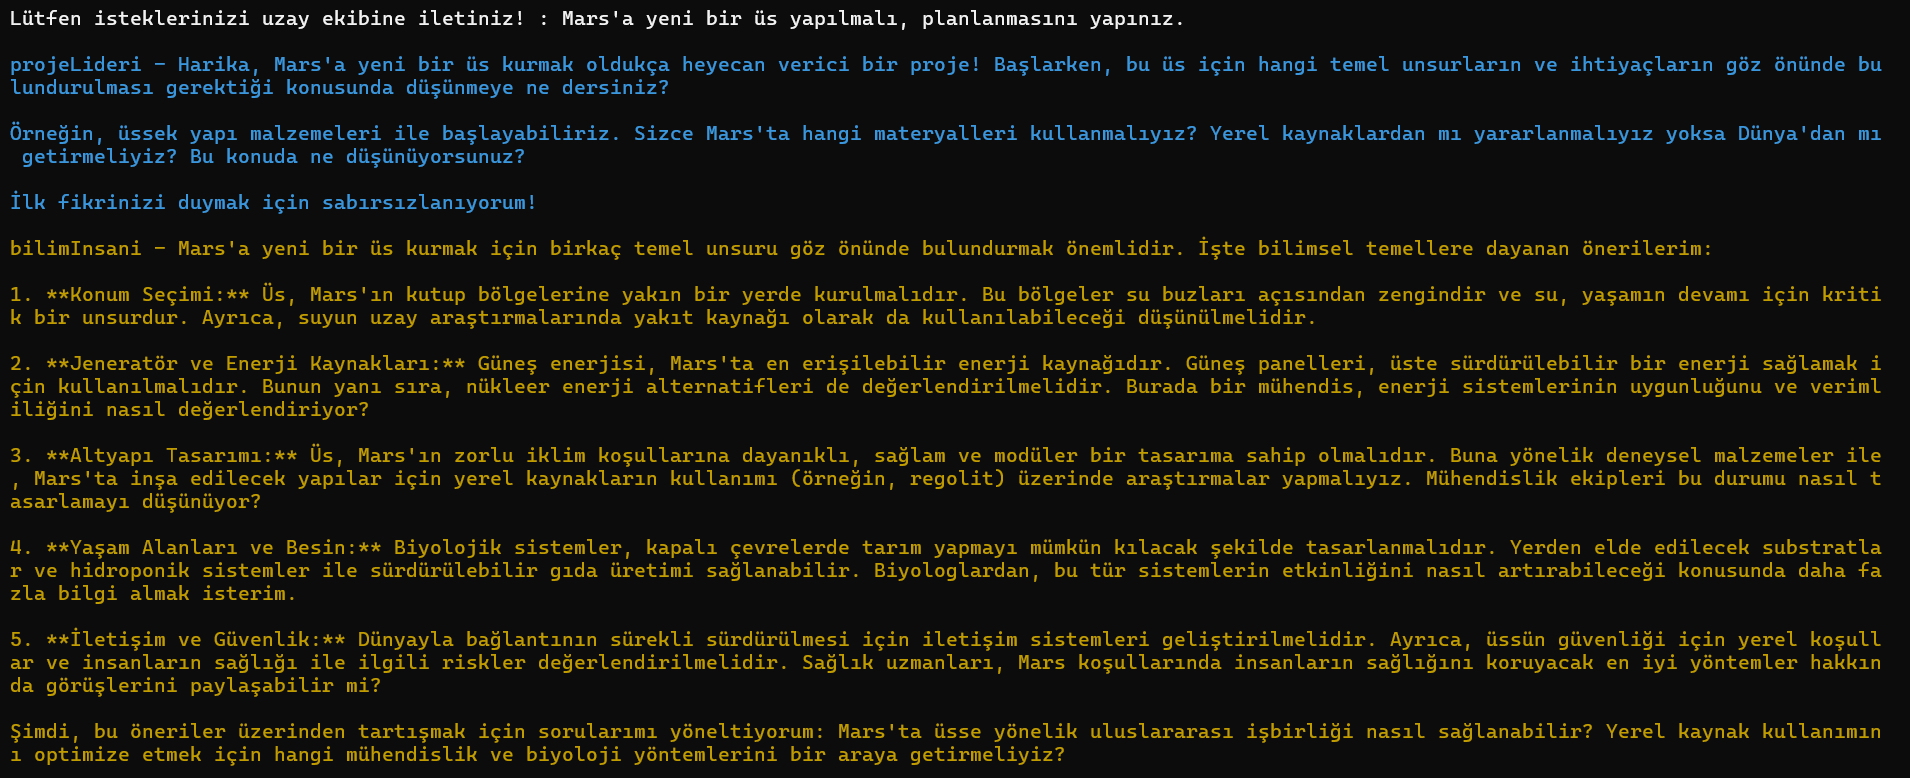 Lütfen isteklerinizi uzay ekibine iletiniz! : Mars'a yeni bir üs yapılmalı, planlanmasını yapınız.
projeLideri - Harika, Mars'a yeni bir üs kurmak oldukça heyecan verici bir proje! Başlarken, bu üs için hangi temel unsurların ve ihtiyaçların göz önünde bu
lundurulması gerektiği konusunda düşünmeye ne dersiniz?
Örneğin, üssek yapı malzemeleri ile başlayabiliriz. Sizce Mars'ta hangi materyalleri kullanmalıyız? Yerel kaynaklardan mı yararlanmalıyız yoksa Dünya'dan mı
getirmeliyiz? Bu konuda ne düşünüyorsunuz?
İlk fikrinizi duymak için sabırsızlanıyorum!
bilimInsani - Mars'a yeni bir üs kurmak için birkaç temel unsuru göz önünde bulundurmak önemlidir. İşte bilimsel temellere dayanan önerilerim:
1. **Konum Seçimi:** Üs, Mars'ın kutup bölgelerine yakın bir yerde kurulmalıdır. Bu bölgeler su buzları açısından zengindir ve su, yaşamın devamı için kriti
k bir unsurdur. Ayrıca, suyun uzay araştırmalarında yakıt kaynağı olarak da kullanılabileceği düşünülmelidir.
2. **Jeneratör ve Enerji Kaynakları:** Güneş enerjisi, Mars'ta en erişilebilir enerji kaynağıdır. Güneş panelleri, üste sürdürülebilir bir enerji sağlamak i
çin kullanılmalıdır. Bunun yanı sıra, nükleer enerji alternatifleri de değerlendirilmelidir. Burada bir mühendis, enerji sistemlerinin uygunluğunu ve veriml
iliğini nasıl değerlendiriyor?
3. **Altyapı Tasarımı:** Üs, Mars'ın zorlu iklim koşullarına dayanıklı, sağlam ve modüler bir tasarıma sahip olmalıdır. Buna yönelik deneysel malzemeler ile
, Mars'ta inşa edilecek yapılar için yerel kaynakların kullanımı (örneğin, regolit) üzerinde araştırmalar yapmalıyız. Mühendislik ekipleri bu durumu nasıl t
asarlamayı düşünüyor?
4. **Yaşam Alanları ve Besin:** Biyolojik sistemler, kapalı çevrelerde tarım yapmayı mümkün kılacak şekilde tasarlanmalıdır. Yerden elde edilecek substratla
r ve hidroponik sistemler ile sürdürülebilir gıda üretimi sağlanabilir. Biyologlardan, bu tür sistemlerin etkinliğini nasıl artırabileceği konusunda daha fa
zla bilgi almak isterim.
5. **İletişim ve Güvenlik:** Dünyayla bağlantının sürekli sürdürülmesi için iletişim sistemleri geliştirilmelidir. Ayrıca, üssün güvenliği için yerel koşull
ar ve insanların sağlığı ile ilgili riskler değerlendirilmelidir. Sağlık uzmanları, Mars koşullarında insanların sağlığını koruyacak en iyi yöntemler hakkın
da görüşlerini paylaşabilir mi?
Şimdi, bu öneriler üzerinden tartışmak için sorularımı yöneltiyorum: Mars'ta üsse yönelik uluslararası işbirliği nasıl sağlanabilir? Yerel kaynak kullanımın
ı optimize etmek için hangi mühendislik ve biyoloji yöntemlerini bir araya getirmeliyiz?